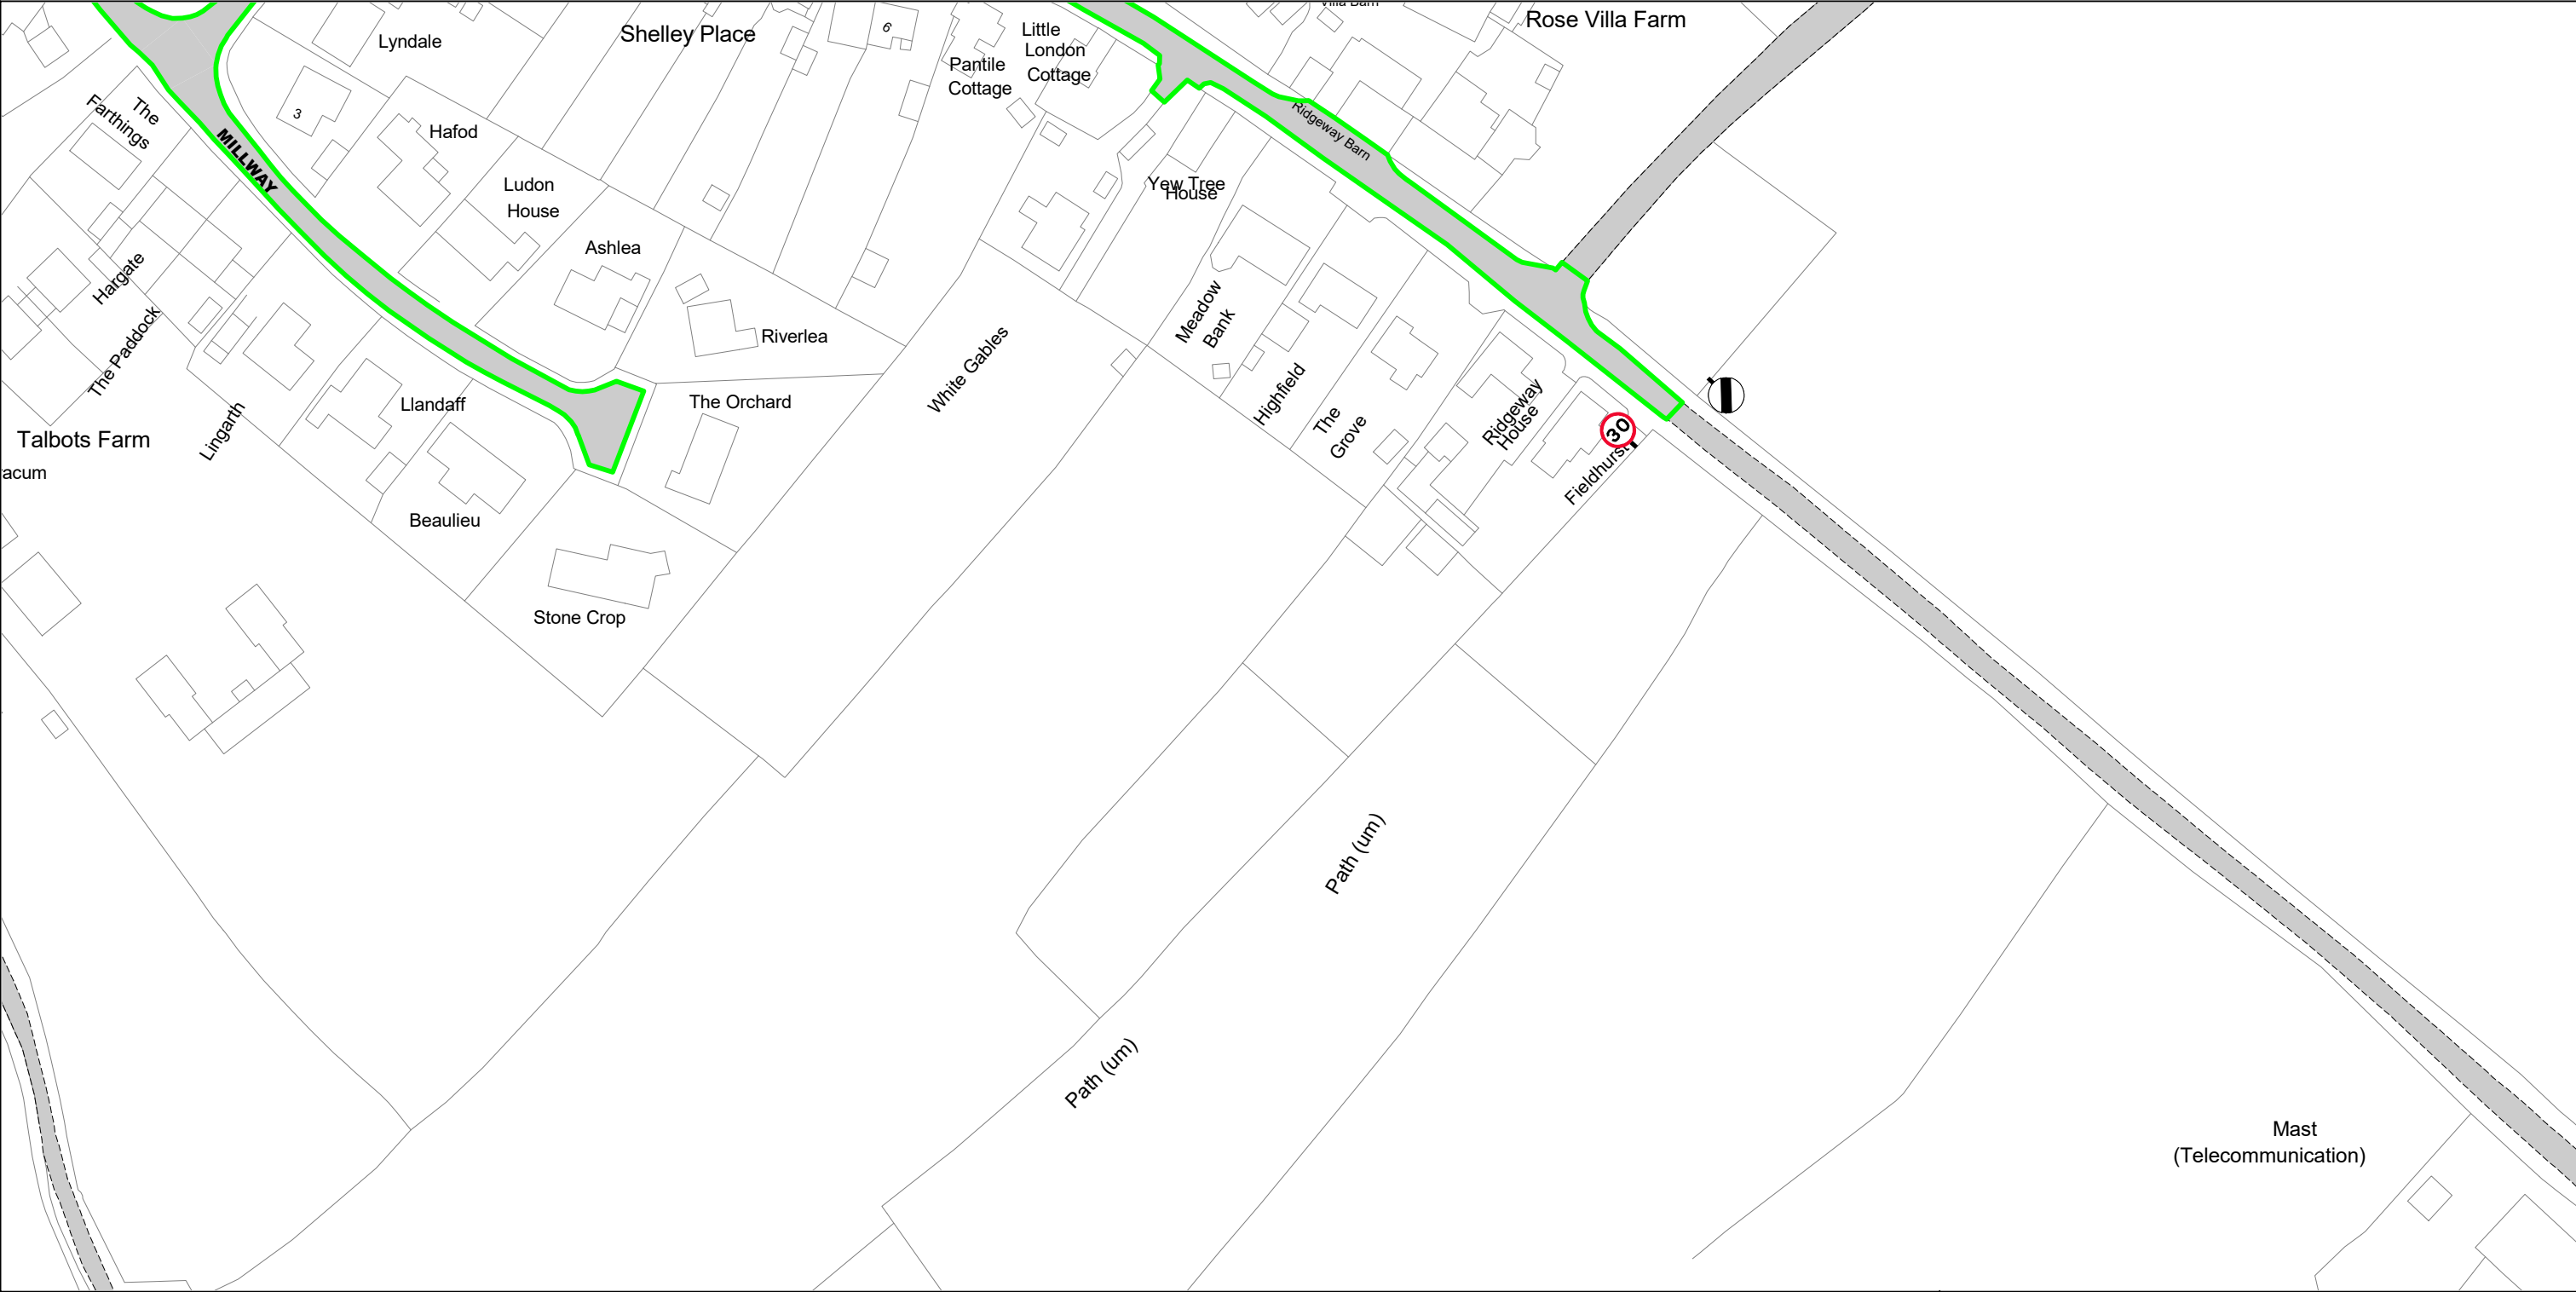 Villa Barn
Rose Villa Farm
Shelley Place
6
Little
London
Cottage
Pantile
Cottage
Lyndale
The
Farthings
3
Hafod
MILLWAY
Ridgeway Barn
Ludon
House
Yew Tree
House
Ashlea
Hargate
Riverlea
The Paddock
Meadow
Bank
White Gables
Highfield
The
Grove
Ridgeway
House
30
Fieldhurst
The Orchard
Llandaff
Lingarth
Talbots Farm
acum
Beaulieu
Stone Crop
Path (um)
Path (um)
Mast
(Telecommunication)